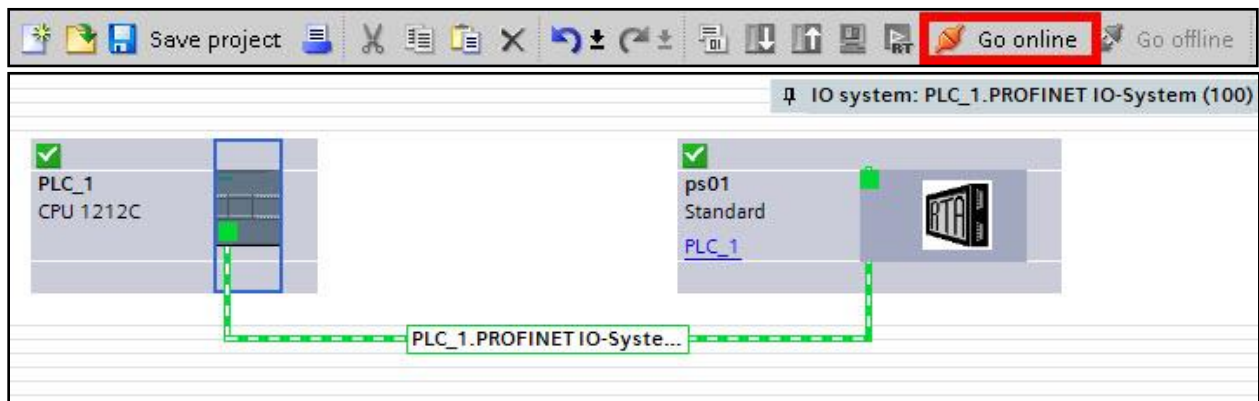 Save project Go online Go offline
IO system: PLC_1.PROFINET IO-System (100)
PLC_1
CPU 1212C
ps01
Standard
PLC_1
RTA
PLC_1.PROFINET IO-Syste...